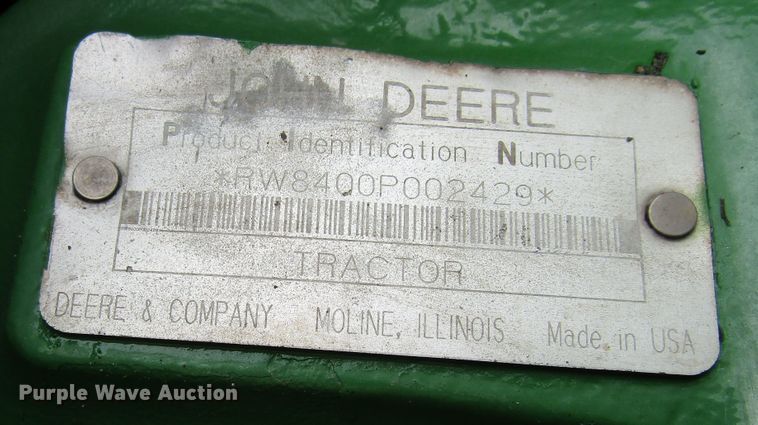 JOHN DEERE
Product Identification Number
*RW8400P002429*
TRACTOR
DEERE & COMPANY MOLINE, ILLINOIS Made in USA
Purple Wave Auction